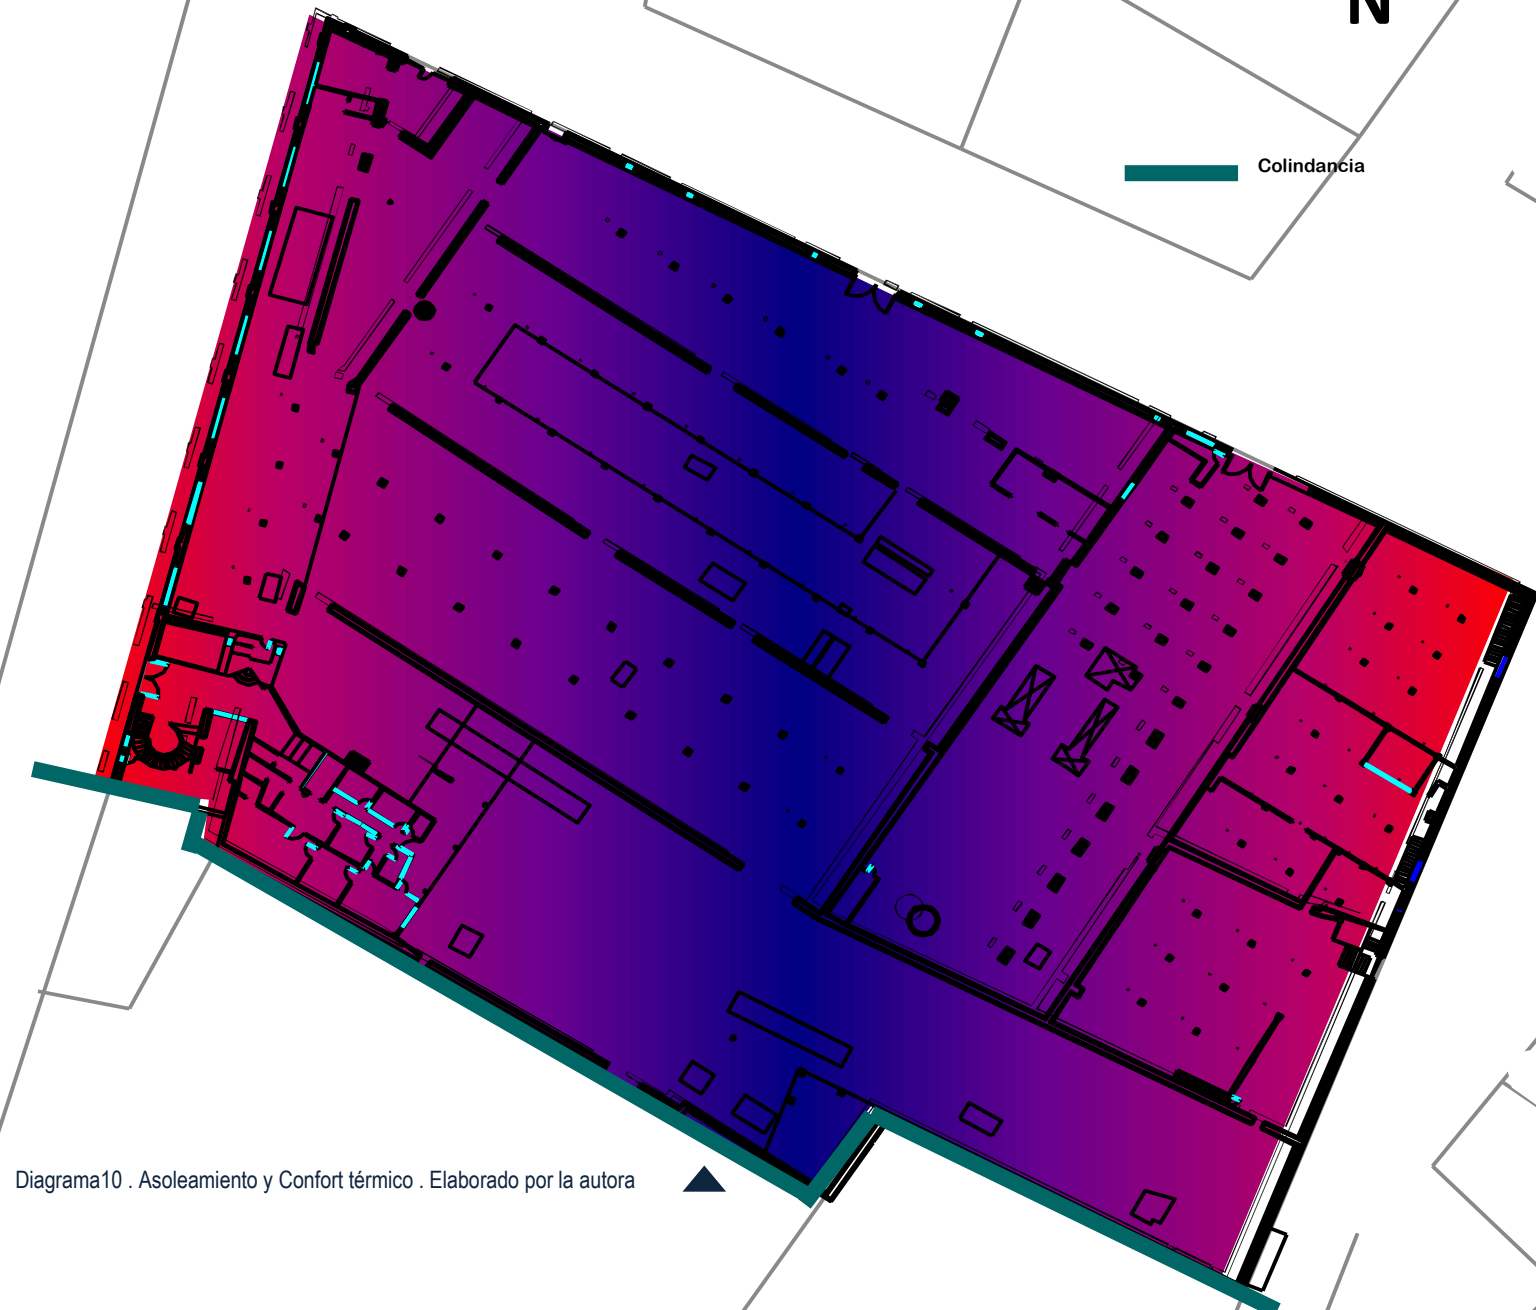 N
Colindancia
Diagrama10 . Asoleamiento y Confort térmico . Elaborado por la autora